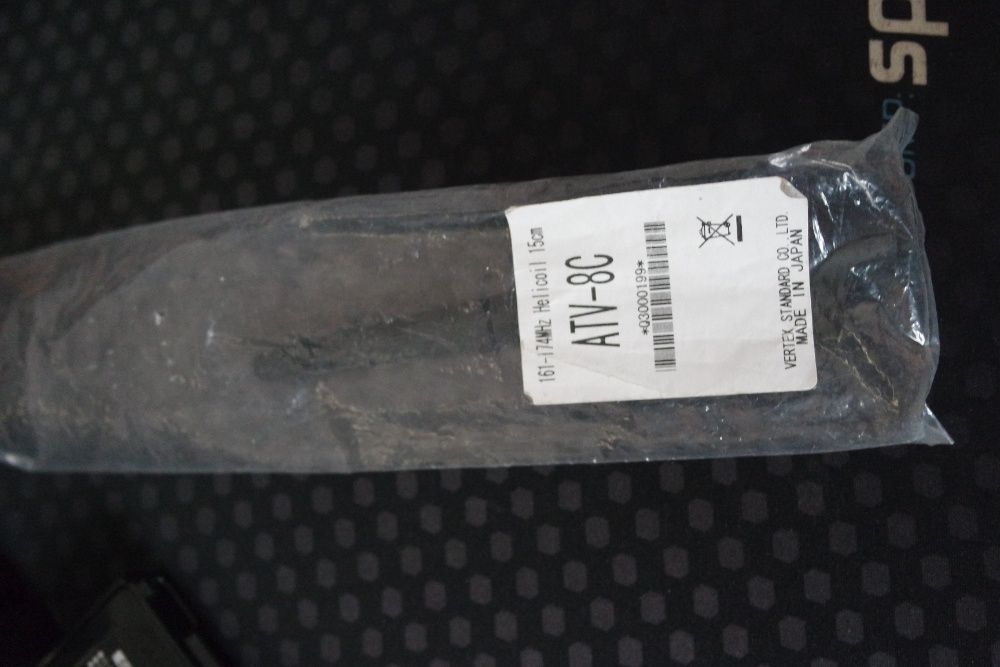 161-174MHz Helicoil 15cm
ATV-8C
*03000199*
VERTEX STANDARD CO.,LTD.
MADE IN JAPAN
sp